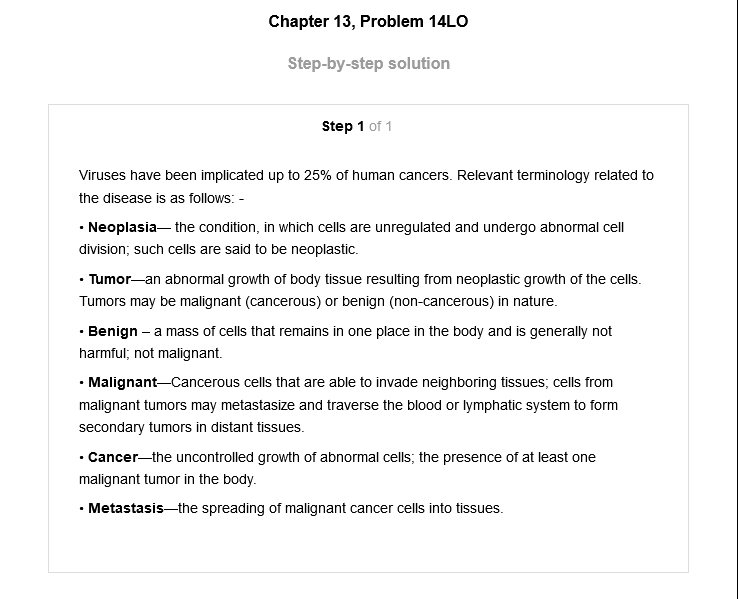 Chapter 13, Problem 14LO
Step-by-step solution
Step 1 of 1
Viruses have been implicated up to 25% of human cancers. Relevant terminology related to
the disease is as follows: -
• Neoplasia— the condition, in which cells are unregulated and undergo abnormal cell
division; such cells are said to be neoplastic.
• Tumor—an abnormal growth of body tissue resulting from neoplastic growth of the cells.
Tumors may be malignant (cancerous) or benign (non-cancerous) in nature.
• Benign – a mass of cells that remains in one place in the body and is generally not
harmful; not malignant.
• Malignant—Cancerous cells that are able to invade neighboring tissues; cells from
malignant tumors may metastasize and traverse the blood or lymphatic system to form
secondary tumors in distant tissues.
• Cancer—the uncontrolled growth of abnormal cells; the presence of at least one
malignant tumor in the body.
• Metastasis—the spreading of malignant cancer cells into tissues.